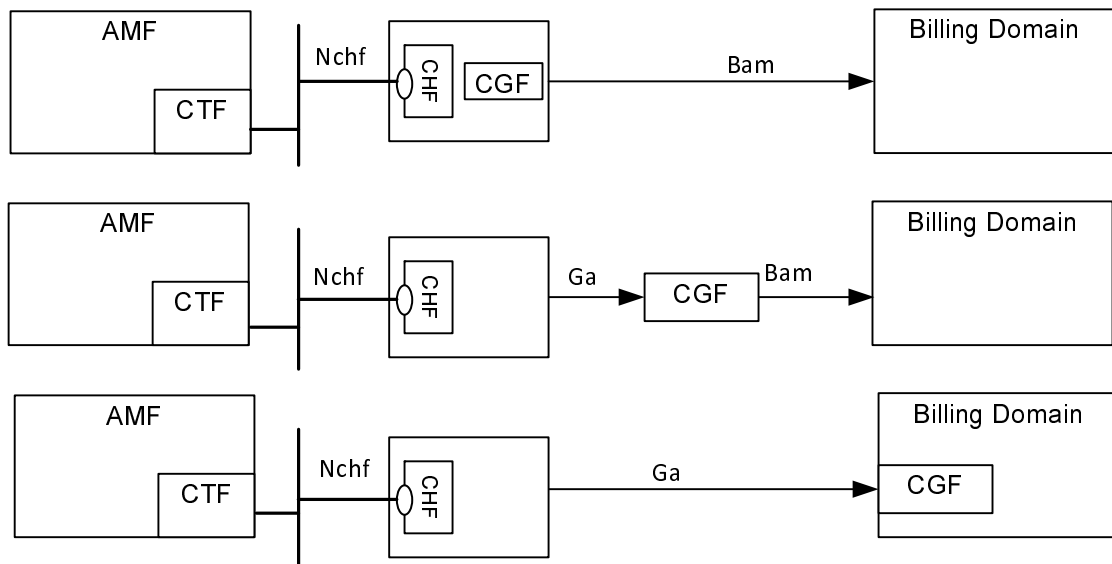 AMF
CTF
Nchf
CHF
CGF
Bam
Billing Domain
AMF
CTF
Nchf
CHF
Ga
CGF
Bam
Billing Domain
AMF
CTF
Nchf
CHF
Ga
Billing Domain
CGF